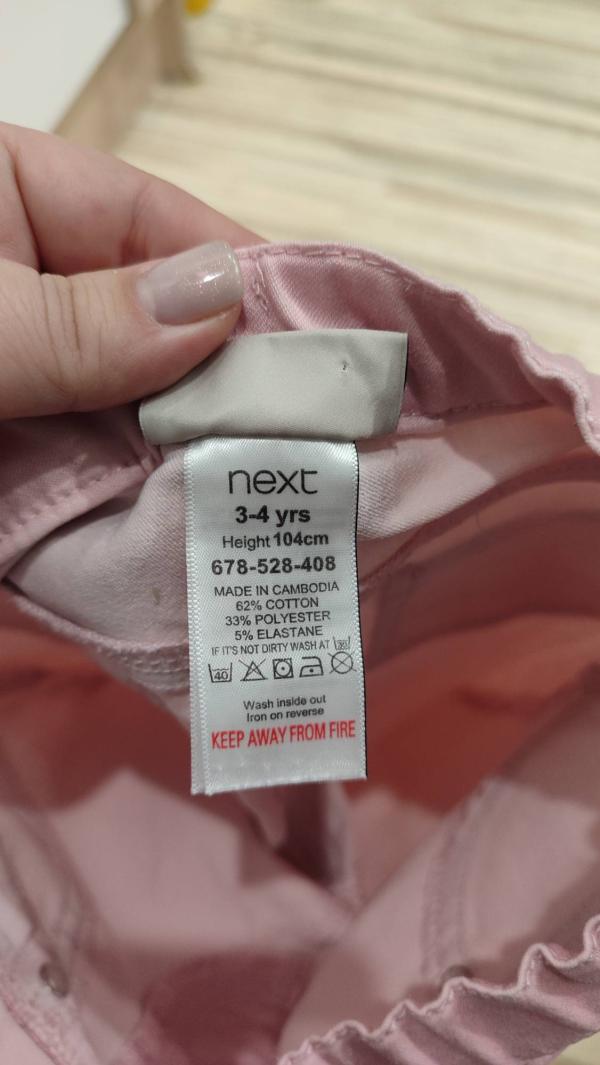 next
3-4 yrs
Height 104cm
678-528-408
MADE IN CAMBODIA
62% COTTON
33% POLYESTER
5% ELASTANE
IF IT'S NOT DIRTY WASH AT 30°
40
Wash inside out
Iron on reverse
KEEP AWAY FROM FIRE